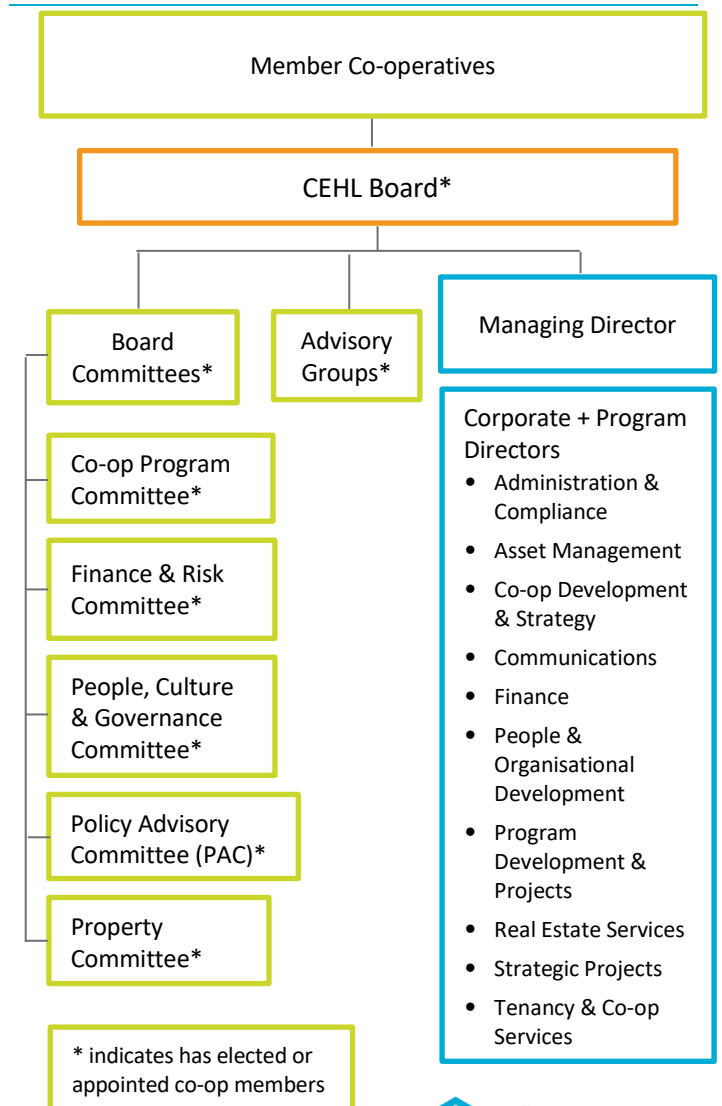 Member Co-operatives
CEHL Board*
Board
Committees*
Advisory
Groups*
Managing Director
Co-op Program
Committee*
Finance & Risk
Committee*
People, Culture
& Governance
Committee*
Policy Advisory
Committee (PAC)*
Property
Committee*
* indicates has elected or
appointed co-op members
Corporate + Program
Directors
• Administration &
Compliance
• Asset Management
• Co-op Development
& Strategy
• Communications
• Finance
• People &
Organisational
Development
• Program
Development &
Projects
• Real Estate Services
• Strategic Projects
• Tenancy & Co-op
Services